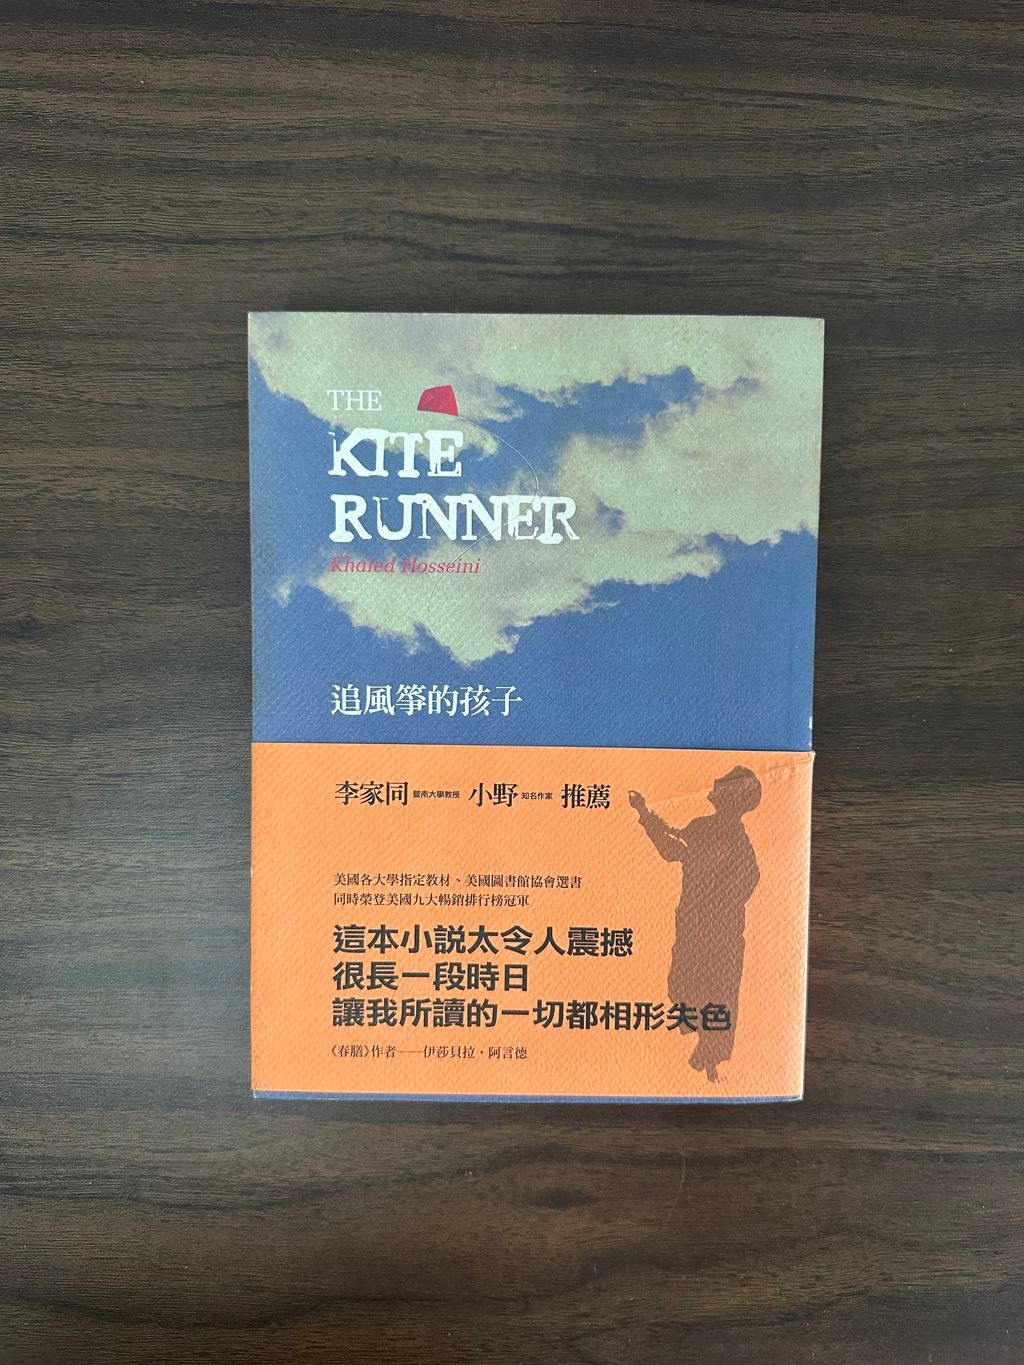 THE
KITE
RUNNER
Khaled Hosseini
追風箏的孩子
李家同 暨南大學教授 小野 知名作家 推薦
美國各大學指定教材、美國圖書館協會選書
同時榮登美國九大暢銷排行榜冠軍
這本小說太令人震撼
很長一段時日
讓我所讀的一切都相形失色
《春膳》作者──伊莎貝拉・阿言德